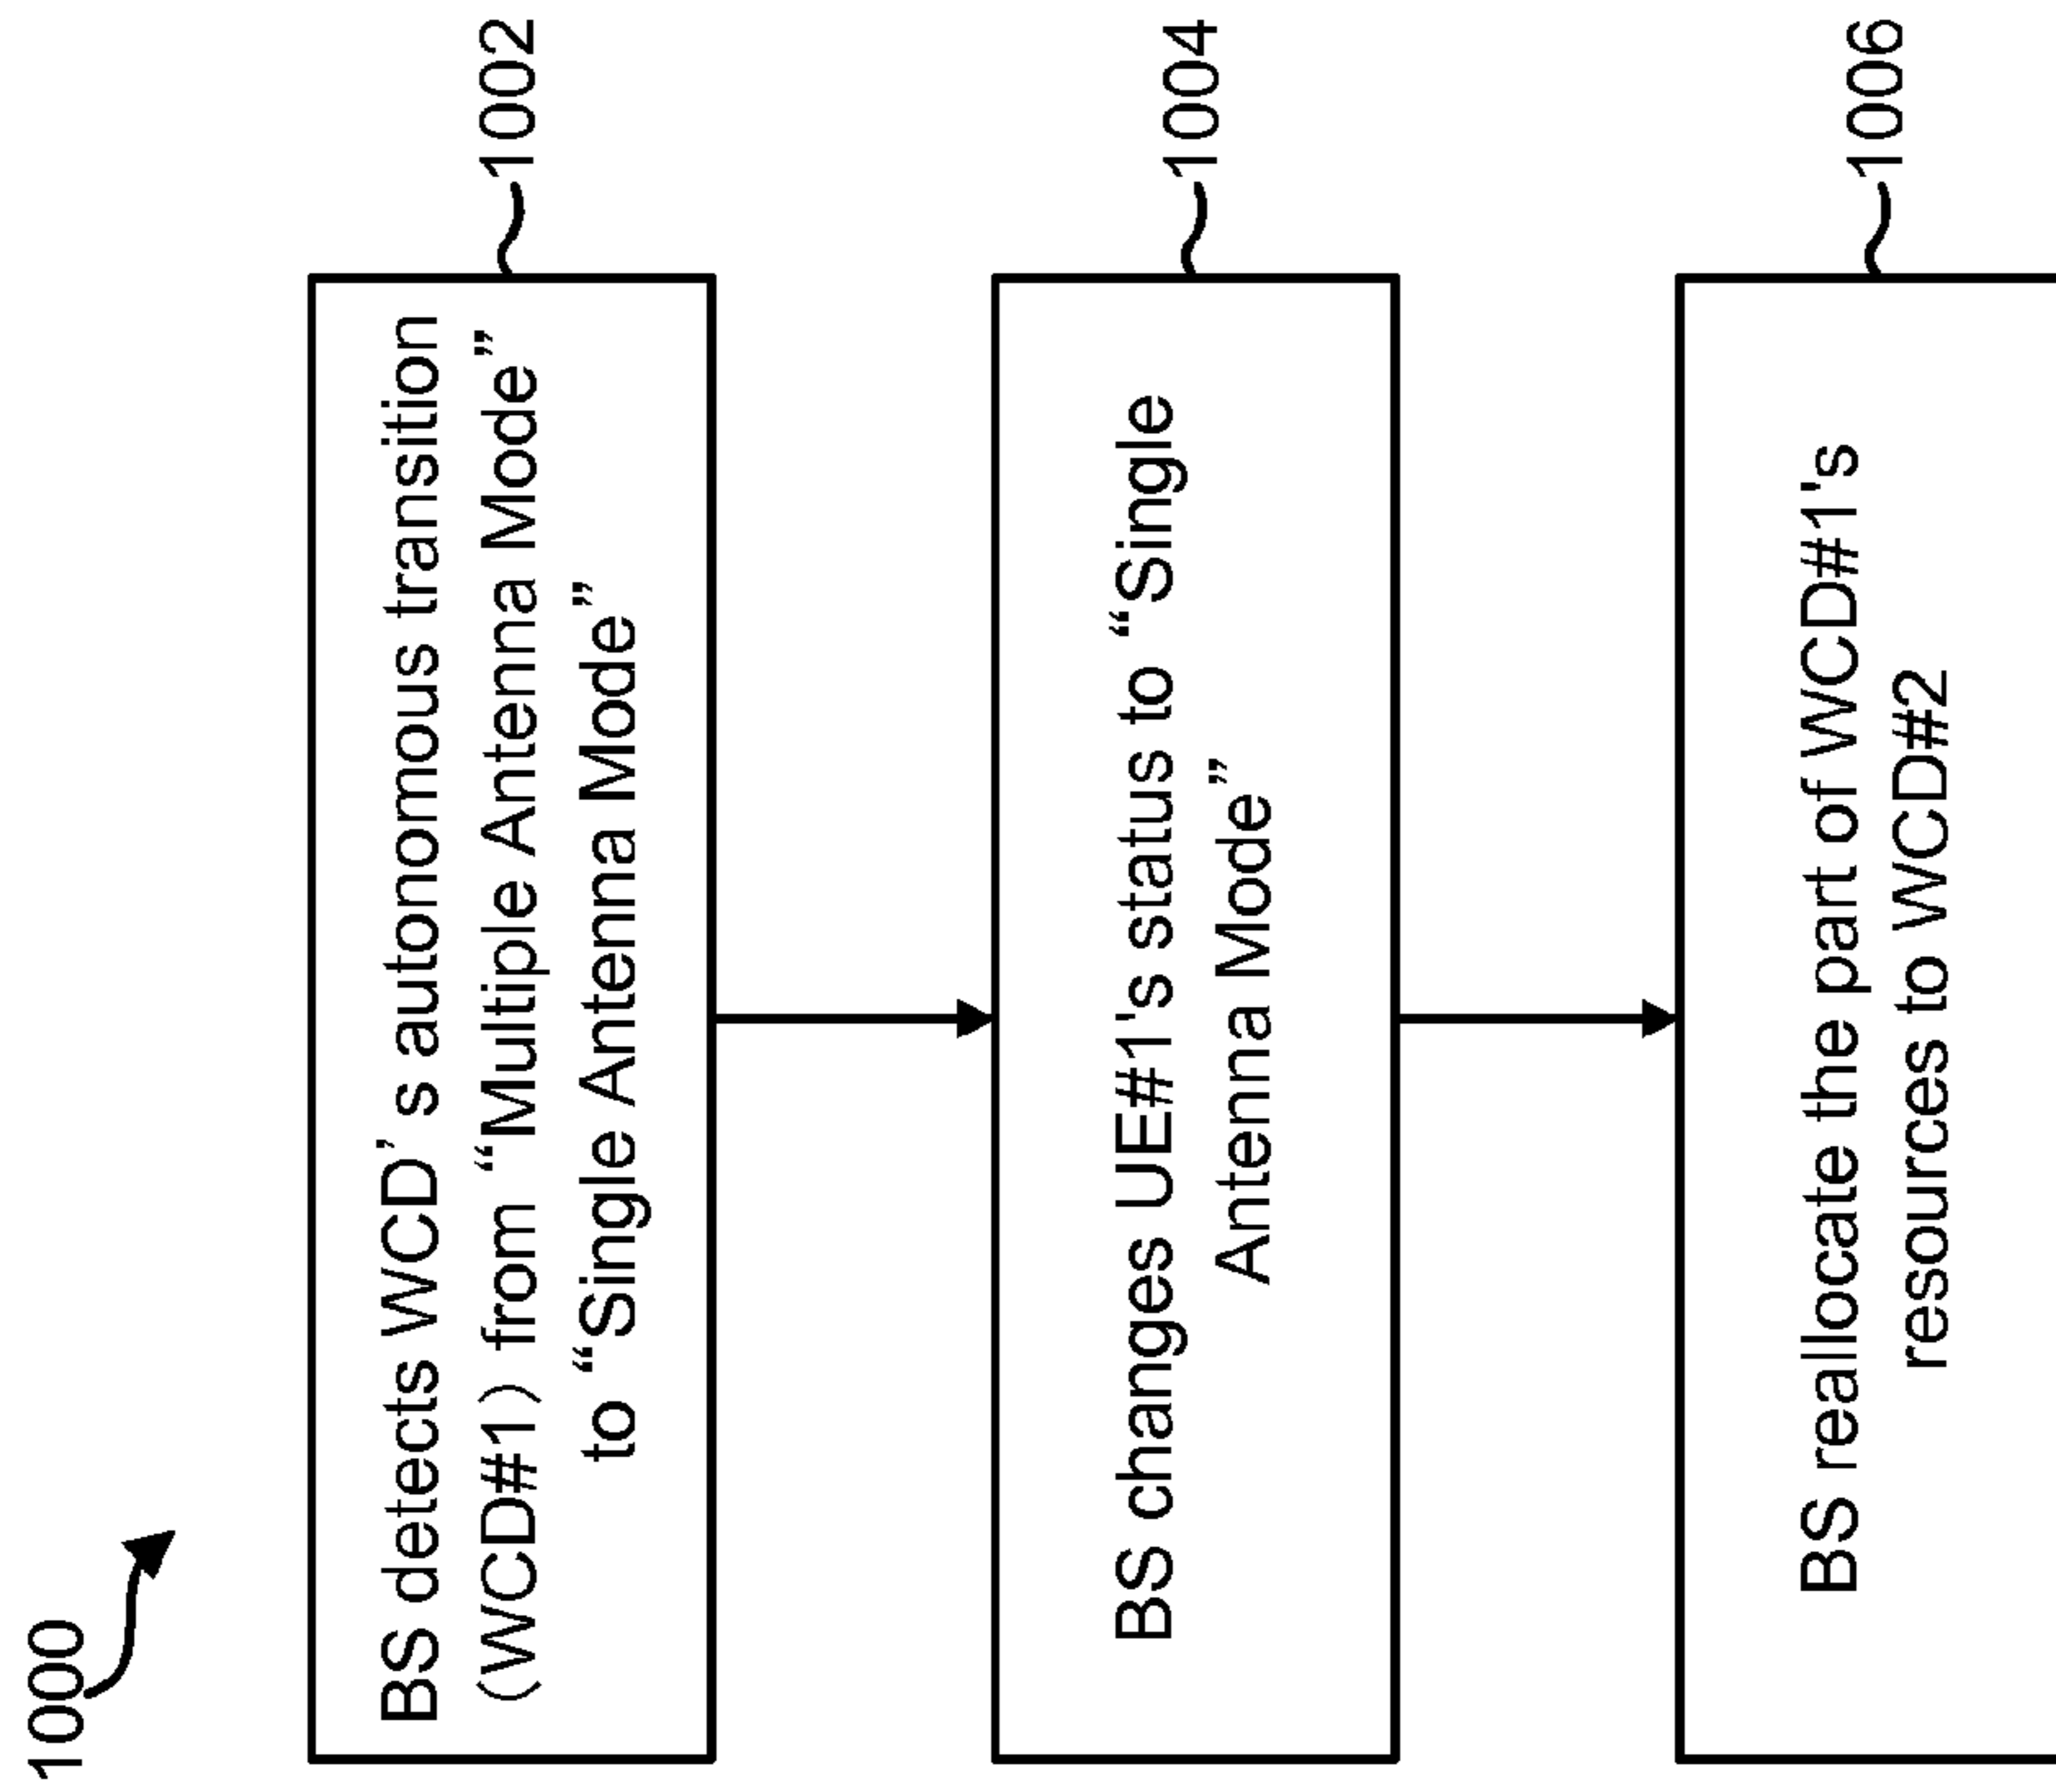 1000
BS detects WCD's autonomous transition
(WCD#1) from “Multiple Antenna Mode”
to “Single Antenna Mode”
1002
BS changes UE#1's status to “Single
Antenna Mode”
1004
BS reallocate the part of WCD#1's
resources to WCD#2
1006